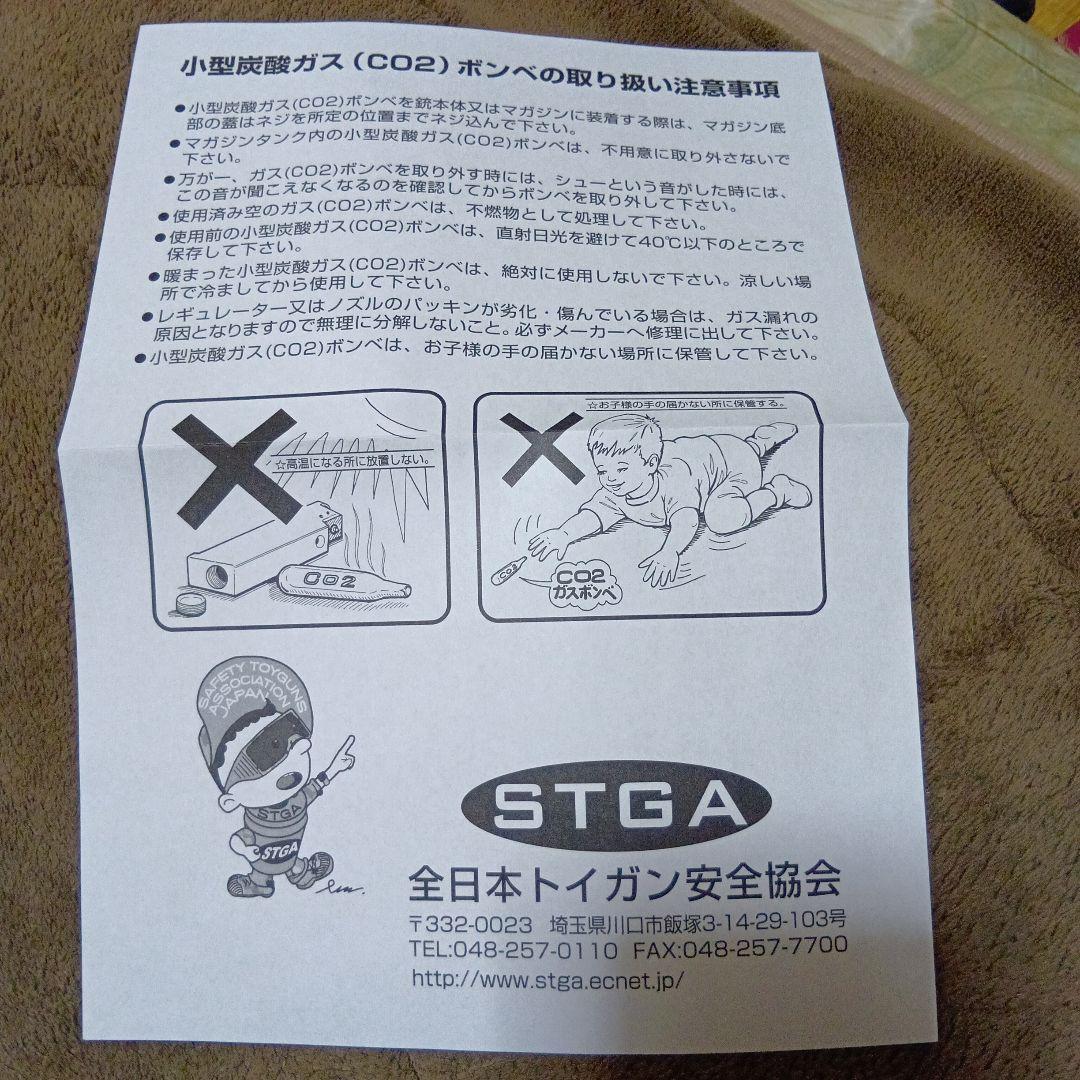 小型炭酸ガス(CO2)ボンベの取り扱い注意事項
●小型炭酸ガス(CO2)ボンベを銃本体又はマガジンに装着する際は、マガジン底
部の蓋はネジを所定の位置までネジ込んで下さい。
●マガジンタンク内の小型炭酸ガス(CO2)ボンベは、不用意に取り外さないで
下さい。
●万が一、ガス(CO2)ボンベを取り外す時には、シューという音がした時には、
この音が聞こえなくなるのを確認してからボンベを取り外して下さい。
●使用済み空のガス(CO2)ボンベは、不燃物として処理して下さい。
●使用前の小型炭酸ガス(CO2)ボンベは、直射日光を避けて40℃以下のところで
保存して下さい。
●暖まった小型炭酸ガス(CO2)ボンベは、絶対に使用しないで下さい。涼しい場
所で冷ましてから使用して下さい。
●レギュレーター又はノズルのパッキンが劣化・傷んでいる場合は、ガス漏れの
原因となりますので無理に分解しないこと。必ずメーカーへ修理に出して下さい。
●小型炭酸ガス(CO2)ボンベは、お子様の手の届かない場所に保管して下さい。
☆高温になる所に放置しない。
CO2
☆お子様の手の届かない所に保管する。
CO2
CO2
ガスボンベ
SAFETY TOYGUNS
ASSOCIATION
JAPAN
STGA
STGA
STGA
全日本トイガン安全協会
〒332-0023 埼玉県川口市飯塚3-14-29-103号
TEL:048-257-0110 FAX:048-257-7700
http://www.stga.ecnet.jp/